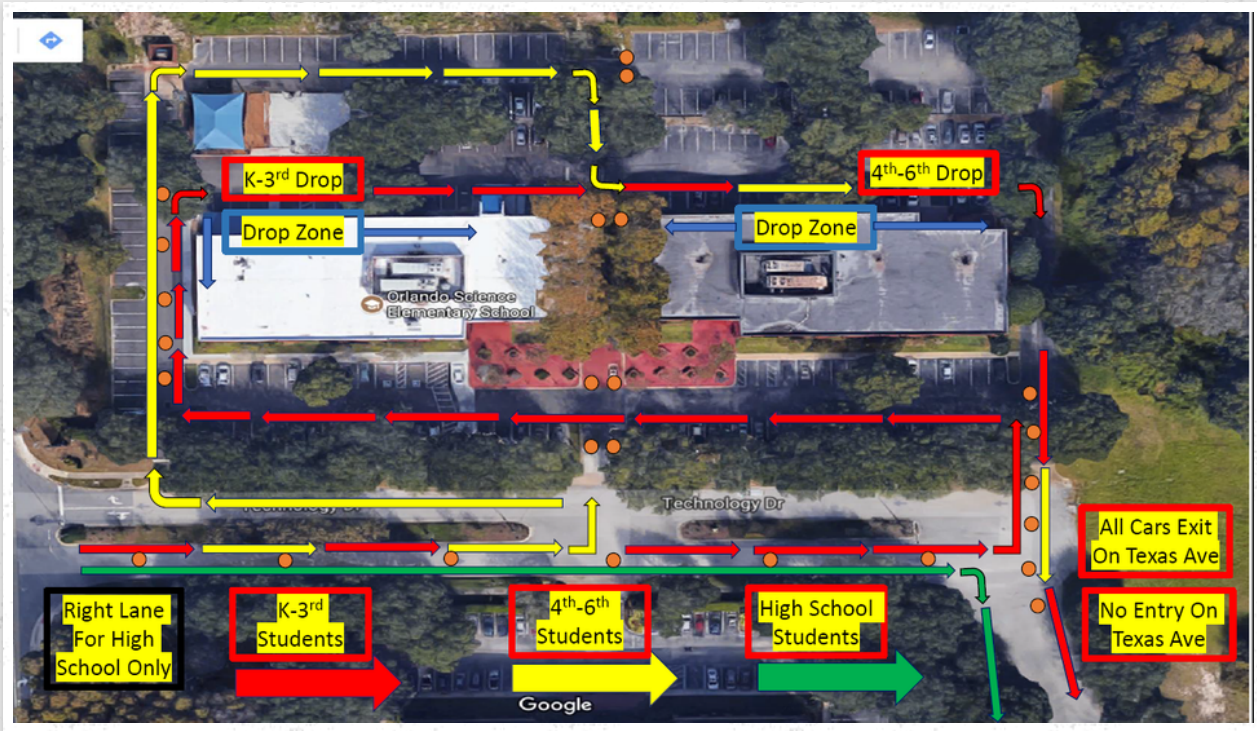 K-3rd Drop
4th-6th Drop
Drop Zone
Drop Zone
Orlando Science
Elementary School
Technology Dr
Technology Dr
All Cars Exit
On Texas Ave
Right Lane
For High
School Only
K-3rd
Students
4th-6th
Students
High School
Students
No Entry On
Texas Ave
Google